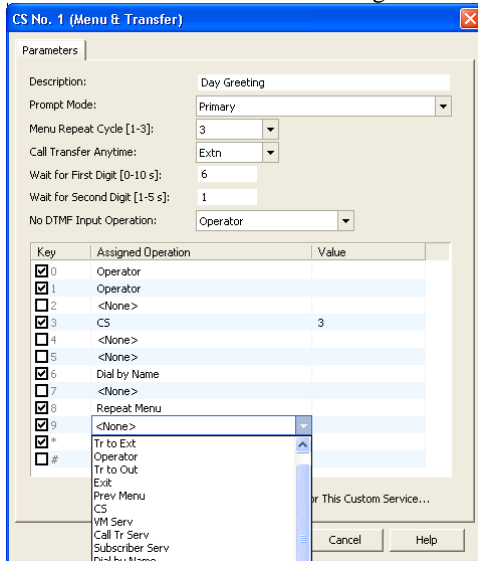 CS No. 1 (Menu & Transfer)
Parameters
Description: Day Greeting
Prompt Mode: Primary
Menu Repeat Cycle [1-3]: 3
Call Transfer Anytime: Extn
Wait for First Digit [0-10 s]: 6
Wait for Second Digit [1-5 s]: 1
No DTMF Input Operation: Operator
Key Assigned Operation Value
0 Operator
1 Operator
2 <None>
3 CS 3
4 <None>
5 <None>
6 Dial by Name
7 <None>
8 Repeat Menu
9 <None>
* Tr to Ext
# Operator
Tr to Out
Exit
Prev Menu
CS
or This Custom Service...
VM Serv
Call Tr Serv
Cancel Help
Subscriber Serv
Dial by Name